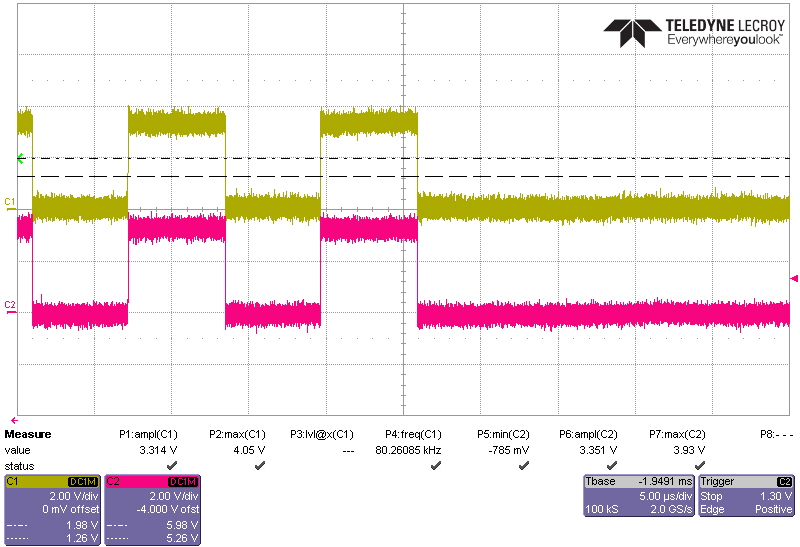 TELEDYNE LECROY
Everywhereyoulook™
C1
C2
Measure P1:ampl(C1) P2:max(C1) P3:lvl@x(C1) P4:freq(C1) P5:min(C2) P6:ampl(C2) P7:max(C2) P8:- - -
value 3.314 V 4.05 V --- 80.26085 kHz -785 mV 3.351 V 3.93 V
status
C1 DC1M
2.00 V/div
0 mV offset
1.98 V
1.26 V
C2 DC1M
2.00 V/div
-4.000 V ofst
5.98 V
5.26 V
Tbase -1.9491 ms
5.00 µs/div
100 kS 2.0 GS/s
Trigger C2
Stop 1.30 V
Edge Positive